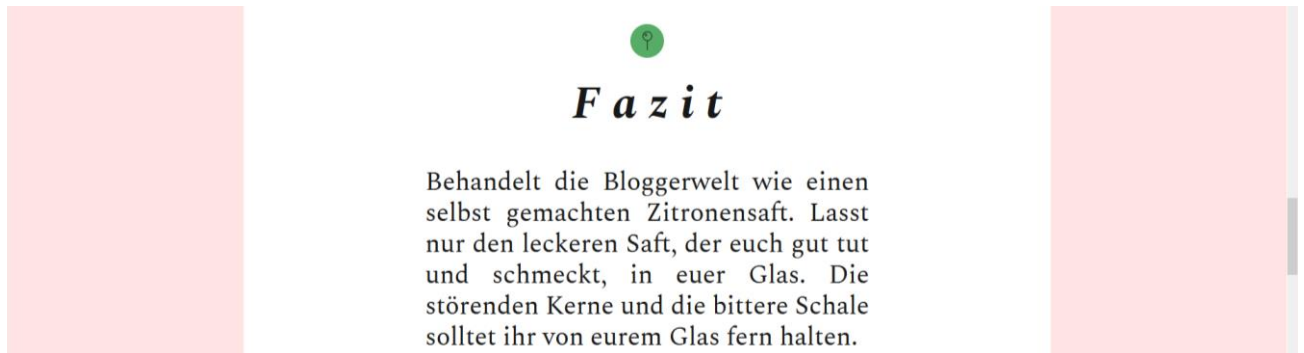 Fazit
Behandelt die Bloggerwelt wie einen
selbst gemachten Zitronensaft. Lasst
nur den leckeren Saft, der euch gut tut
und schmeckt, in euer Glas. Die
störenden Kerne und die bittere Schale
solltet ihr von eurem Glas fern halten.